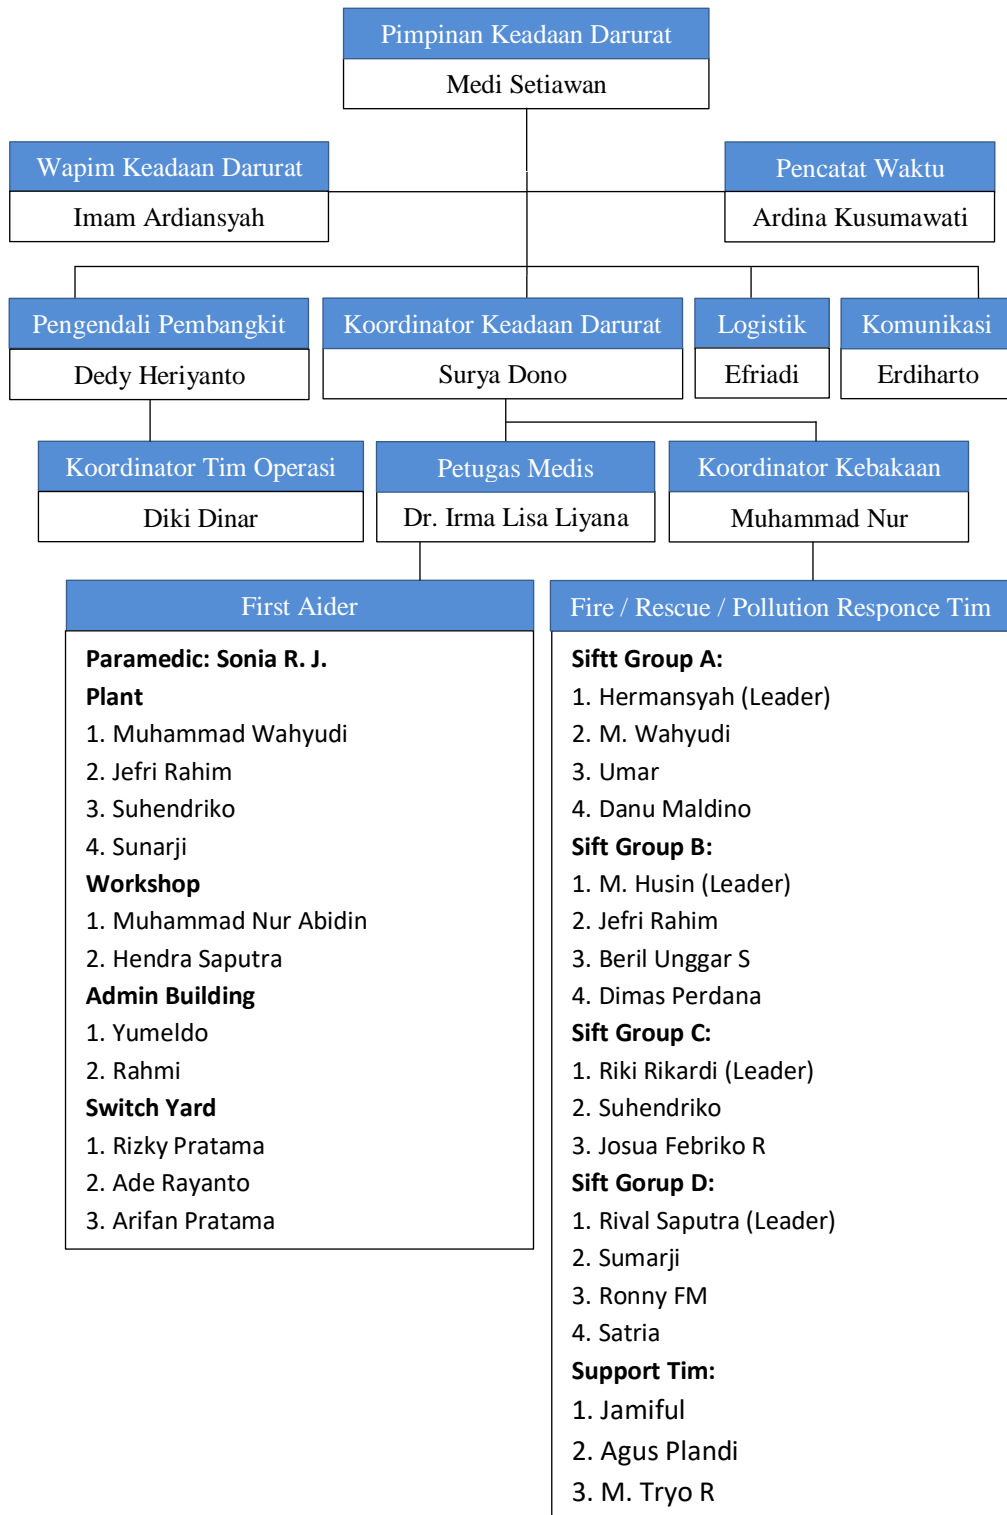 Pimpinan Keadaan Darurat
Medi Setiawan
Wapim Keadaan Darurat
Imam Ardiansyah
Pencatat Waktu
Ardina Kusumawati
Pengendali Pembangkit
Dedy Heriyanto
Koordinator Keadaan Darurat
Surya Dono
Logistik
Efriadi
Komunikasi
Erdiharto
Koordinator Tim Operasi
Diki Dinar
Petugas Medis
Dr. Irma Lisa Liyana
Koordinator Kebakaan
Muhammad Nur
First Aider
Paramedic: Sonia R. J.
Plant
1. Muhammad Wahyudi
2. Jefri Rahim
3. Suhendriko
4. Sunarji
Workshop
1. Muhammad Nur Abidin
2. Hendra Saputra
Admin Building
1. Yumeldo
2. Rahmi
Switch Yard
1. Rizky Pratama
2. Ade Rayanto
3. Arifan Pratama
Fire / Rescue / Pollution Responce Tim
Siftt Group A:
1. Hermansyah (Leader)
2. M. Wahyudi
3. Umar
4. Danu Maldino
Sift Group B:
1. M. Husin (Leader)
2. Jefri Rahim
3. Beril Unggar S
4. Dimas Perdana
Sift Group C:
1. Riki Rikardi (Leader)
2. Suhendriko
3. Josua Febriko R
Sift Gorup D:
1. Rival Saputra (Leader)
2. Sumarji
3. Ronny FM
4. Satria
Support Tim:
1. Jamiful
2. Agus Plandi
3. M. Tryo R